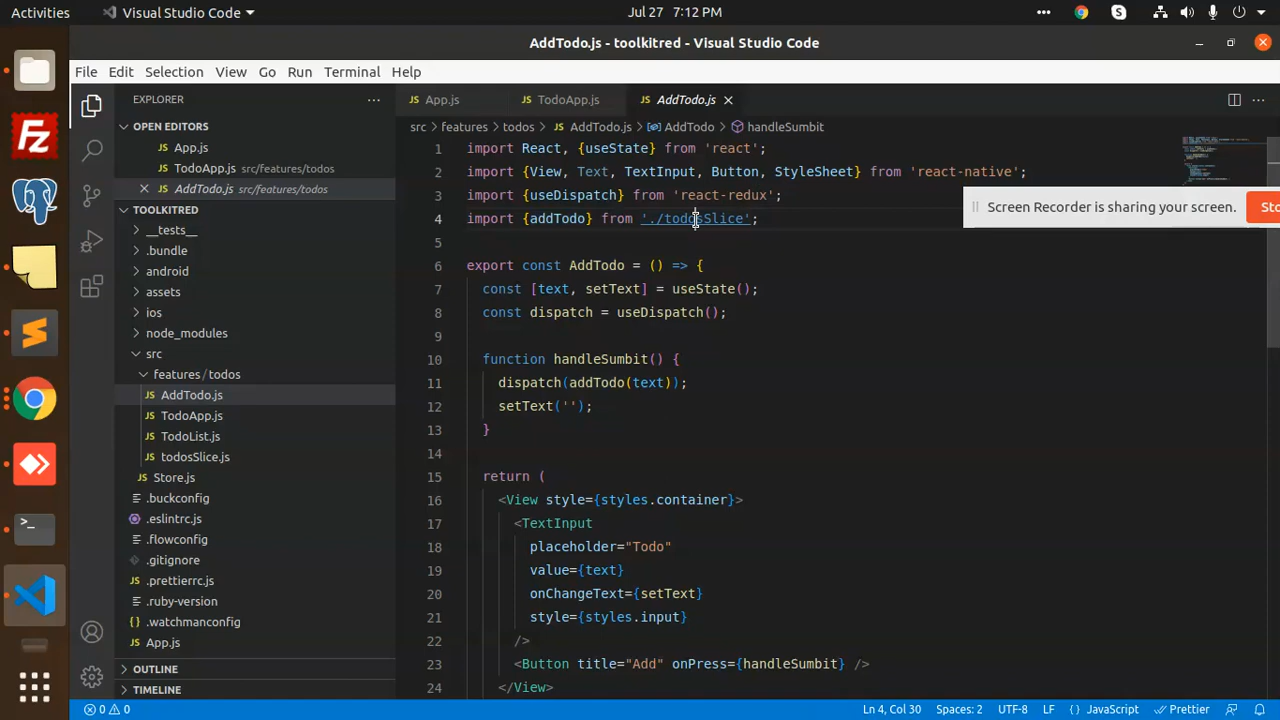 Activities Visual Studio Code Jul 27 7:12 PM
AddTodo.js - toolkitred - Visual Studio Code
File Edit Selection View Go Run Terminal Help
EXPLORER
OPEN EDITORS
App.js
TodoApp.js src/features/todos
AddTodo.js src/features/todos
TOOLKITRED
__tests__
.bundle
android
assets
ios
node_modules
src
features/todos
AddTodo.js
TodoApp.js
TodoList.js
todosSlice.js
Store.js
.buckconfig
.eslintrc.js
.flowconfig
.gitignore
.prettierrc.js
.ruby-version
.watchmanconfig
App.js
OUTLINE
TIMELINE
App.js TodoApp.js AddTodo.js
src features todos AddTodo.js AddTodo handleSumbit
1 import React, {useState} from 'react';
2 import {View, Text, TextInput, Button, StyleSheet} from 'react-native';
3 import {useDispatch} from 'react-redux';
4 import {addTodo} from './todosSlice';
5
6 export const AddTodo = () => {
7 const [text, setText] = useState();
8 const dispatch = useDispatch();
9
10 function handleSumbit() {
11 dispatch(addTodo(text));
12 setText('');
13 }
14
15 return (
16 <View style={styles.container}>
17 <TextInput
18 placeholder="Todo"
19 value={text}
20 onChangeText={setText}
21 style={styles.input}
22 />
23 <Button title="Add" onPress={handleSumbit} />
24 </View>
Screen Recorder is sharing your screen. Sto
0 0 Ln 4, Col 30 Spaces: 2 UTF-8 LF { } JavaScript Prettier